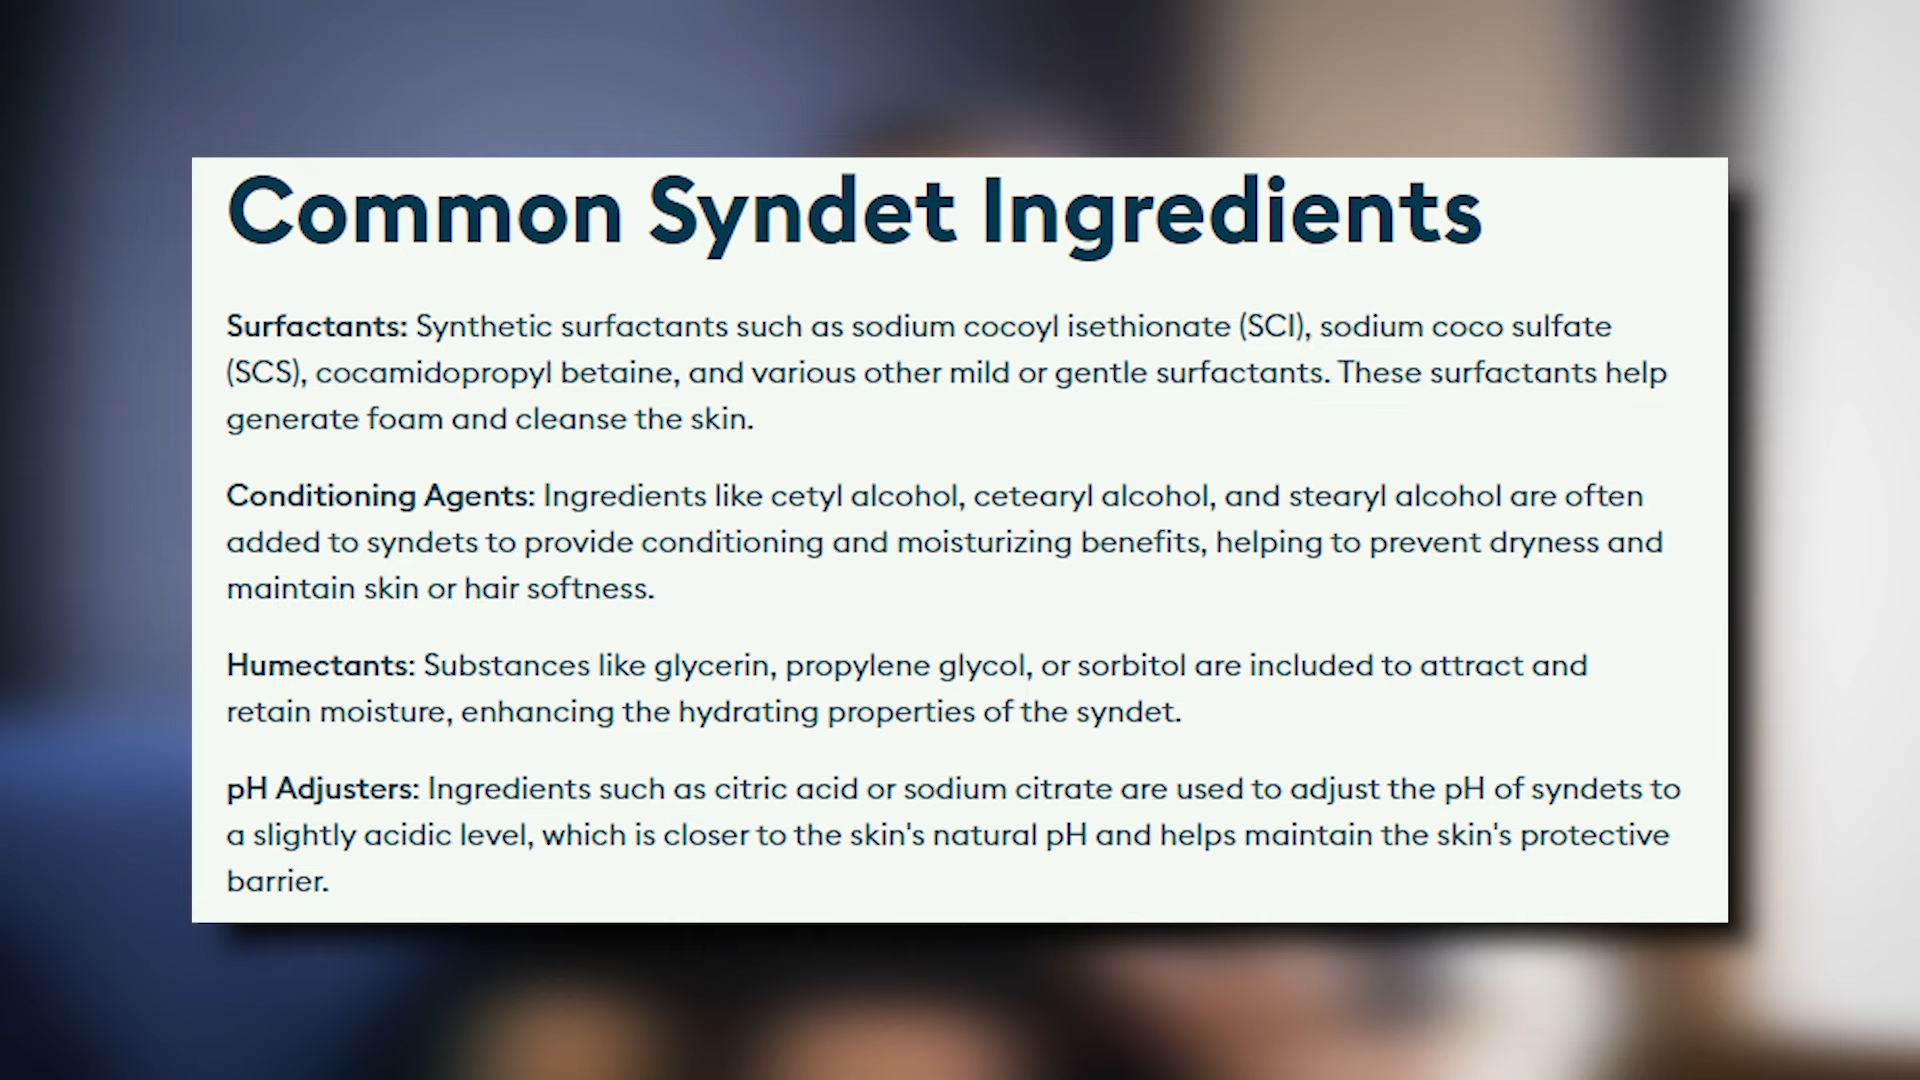 Common Syndet Ingredients
Surfactants: Synthetic surfactants such as sodium cocoyl isethionate (SCI), sodium coco sulfate
(SCS), cocamidopropyl betaine, and various other mild or gentle surfactants. These surfactants help
generate foam and cleanse the skin.
Conditioning Agents: Ingredients like cetyl alcohol, cetearyl alcohol, and stearyl alcohol are often
added to syndets to provide conditioning and moisturizing benefits, helping to prevent dryness and
maintain skin or hair softness.
Humectants: Substances like glycerin, propylene glycol, or sorbitol are included to attract and
retain moisture, enhancing the hydrating properties of the syndet.
pH Adjusters: Ingredients such as citric acid or sodium citrate are used to adjust the pH of syndets to
a slightly acidic level, which is closer to the skin's natural pH and helps maintain the skin's protective
barrier.